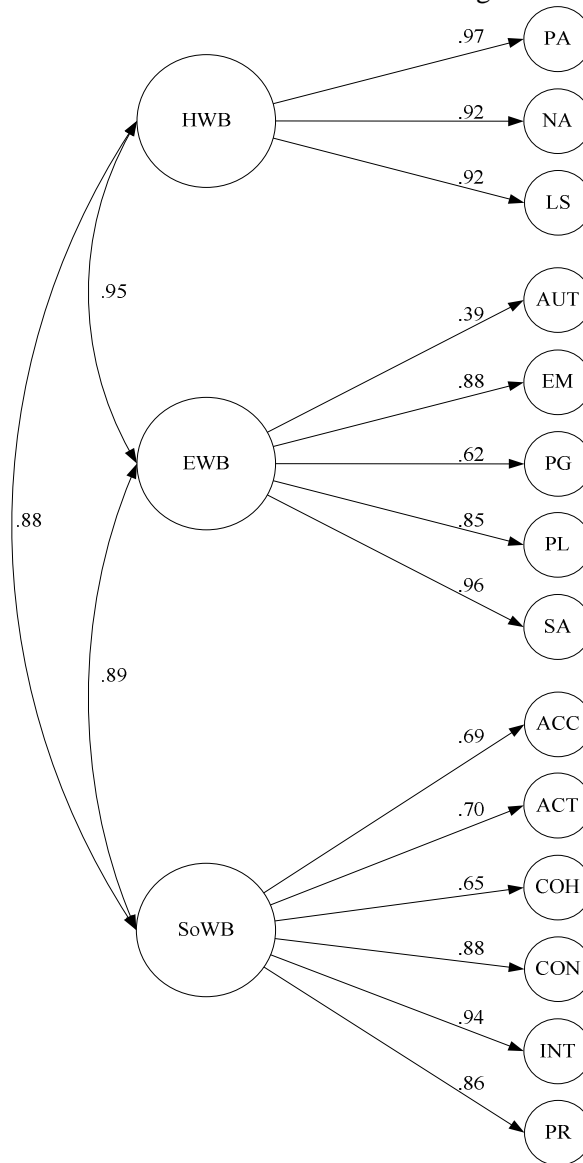 .97
PA
HWB
.92
NA
.92
LS
.95
AUT
.39
EM
.88
EWB
.62
PG
.88
.85
PL
.96
SA
.89
ACC
.69
ACT
.70
COH
.65
SoWB
.88
CON
.94
INT
.86
PR